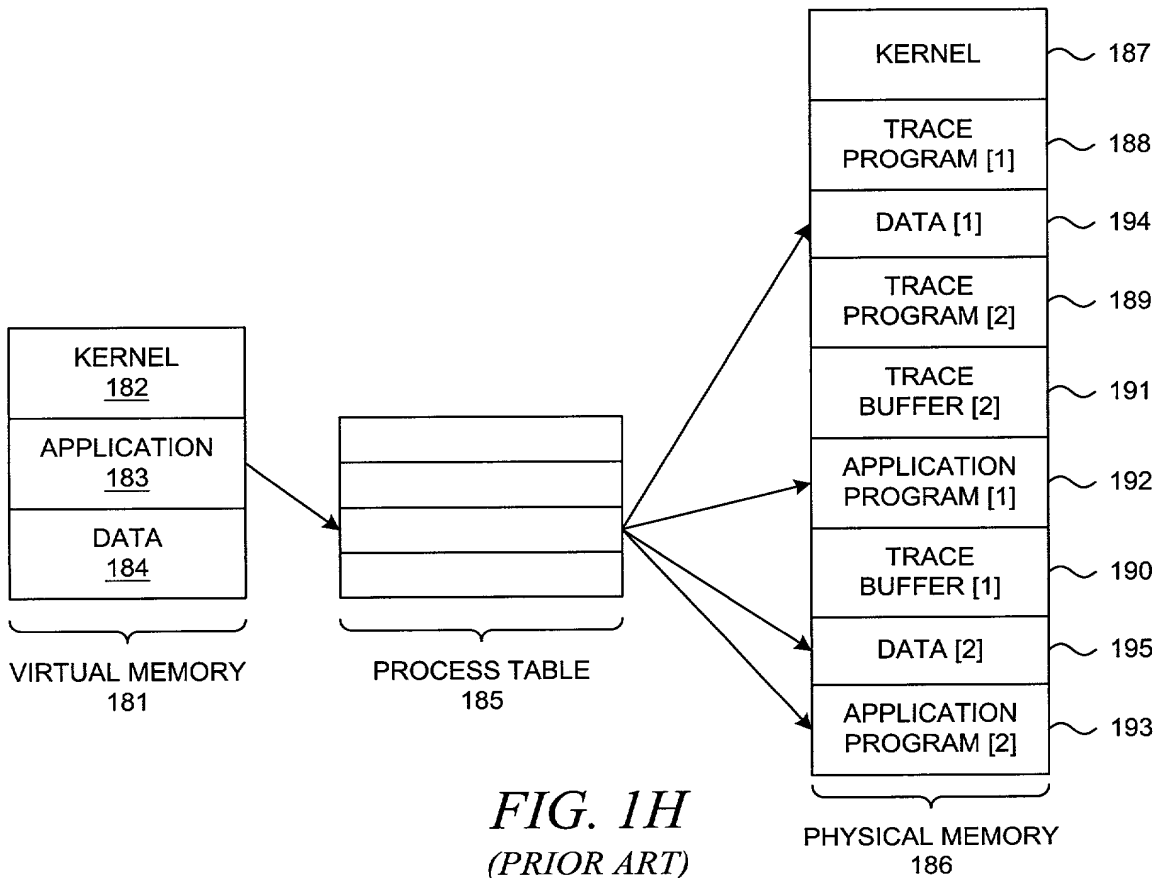 KERNEL
182
APPLICATION
183
DATA
184
VIRTUAL MEMORY
181
PROCESS TABLE
185
KERNEL
187
TRACE
PROGRAM [1]
188
DATA [1]
194
TRACE
PROGRAM [2]
189
TRACE
BUFFER [2]
191
APPLICATION
PROGRAM [1]
192
TRACE
BUFFER [1]
190
DATA [2]
195
APPLICATION
PROGRAM [2]
193
PHYSICAL MEMORY
186
FIG. 1H
(PRIOR ART)